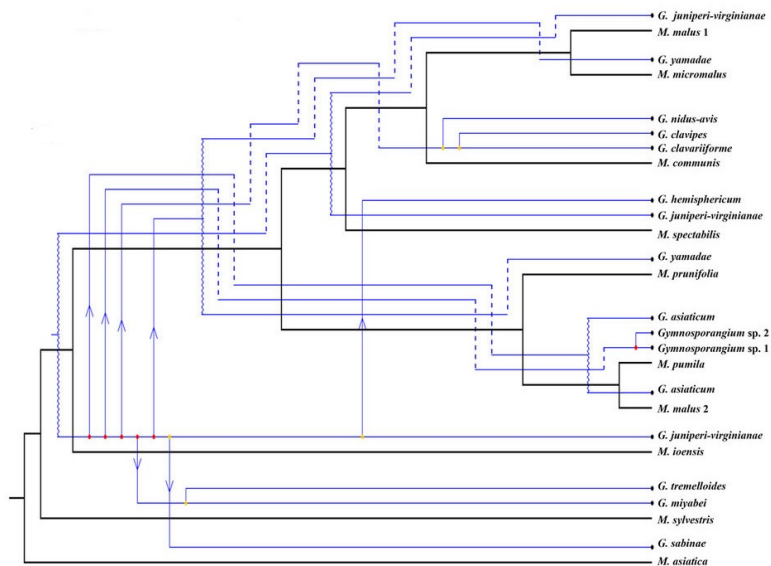 G. juniperi-virginianae
M. malus 1
G. yamadae
M. micromalus
G. nidus-avis
G. clavipes
G. clavariiforme
M. communis
G. hemisphericum
G. juniperi-virginianae
M. spectabilis
G. yamadae
M. prunifolia
G. asiaticum
Gymnosporangium sp. 2
Gymnosporangium sp. 1
M. pumila
G. asiaticum
M. malus 2
G. juniperi-virginianae
M. ioensis
G. tremelloides
G. miyabei
M. sylvestris
G. sabinae
M. asiatica